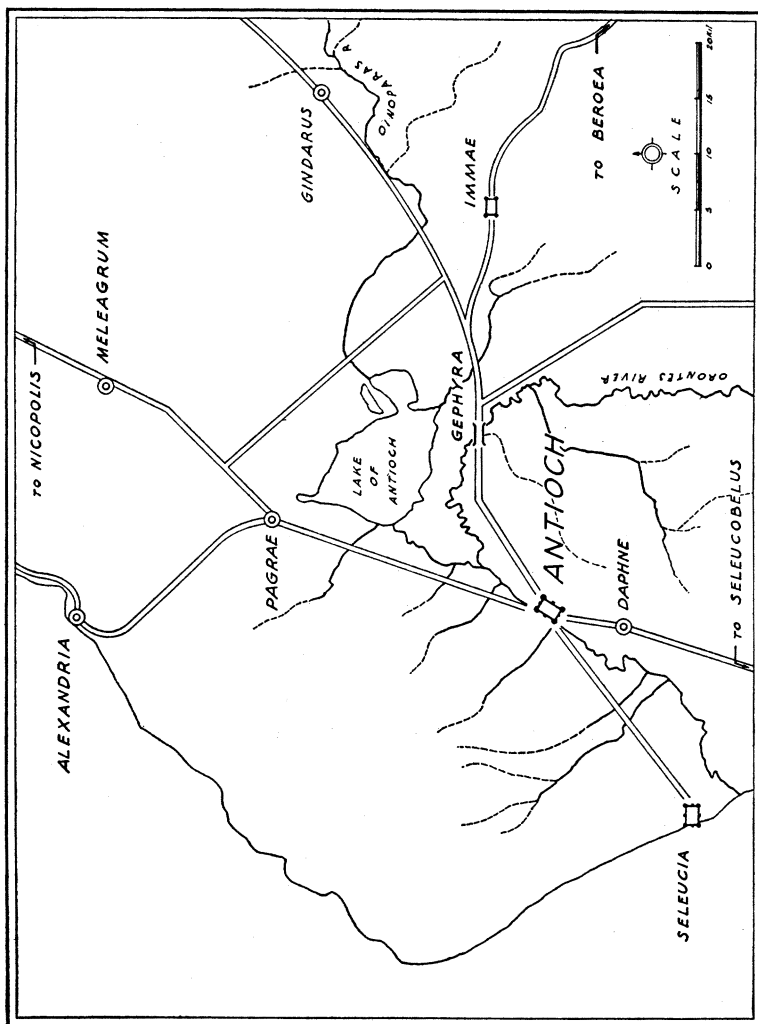 TO NICOPOLIS
ALEXANDRIA
MELEAGRUM
PAGRAE
GINDARUS
LAKE
OF
ANTIOCH
OINOPARAS R
GEPHYRA
IMMAE
ANTIOCH
DAPHNE
TO BEROEA
SELEUCIA
SCALE
0 5 10 15 20 KIL
ORONTES RIVER
TO SELEUCOBELUS